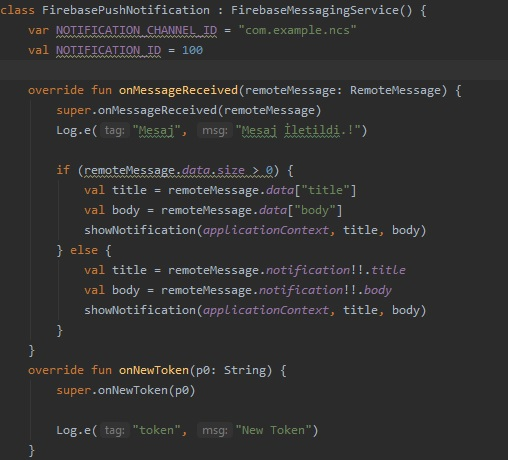 class FirebasePushNotification : FirebaseMessagingService() {
var NOTIFICATION_CHANNEL_ID = "com.example.ncs"
val NOTIFICATION_ID = 100
override fun onMessageReceived(remoteMessage: RemoteMessage) {
super.onMessageReceived(remoteMessage)
Log.e( tag: "Mesaj", msg: "Mesaj İletildi.!")
if (remoteMessage.data.size > 0) {
val title = remoteMessage.data["title"]
val body = remoteMessage.data["body"]
showNotification(applicationContext, title, body)
} else {
val title = remoteMessage.notification!!.title
val body = remoteMessage.notification!!.body
showNotification(applicationContext, title, body)
}
}
override fun onNewToken(p0: String) {
super.onNewToken(p0)
Log.e( tag: "token", msg: "New Token")
}